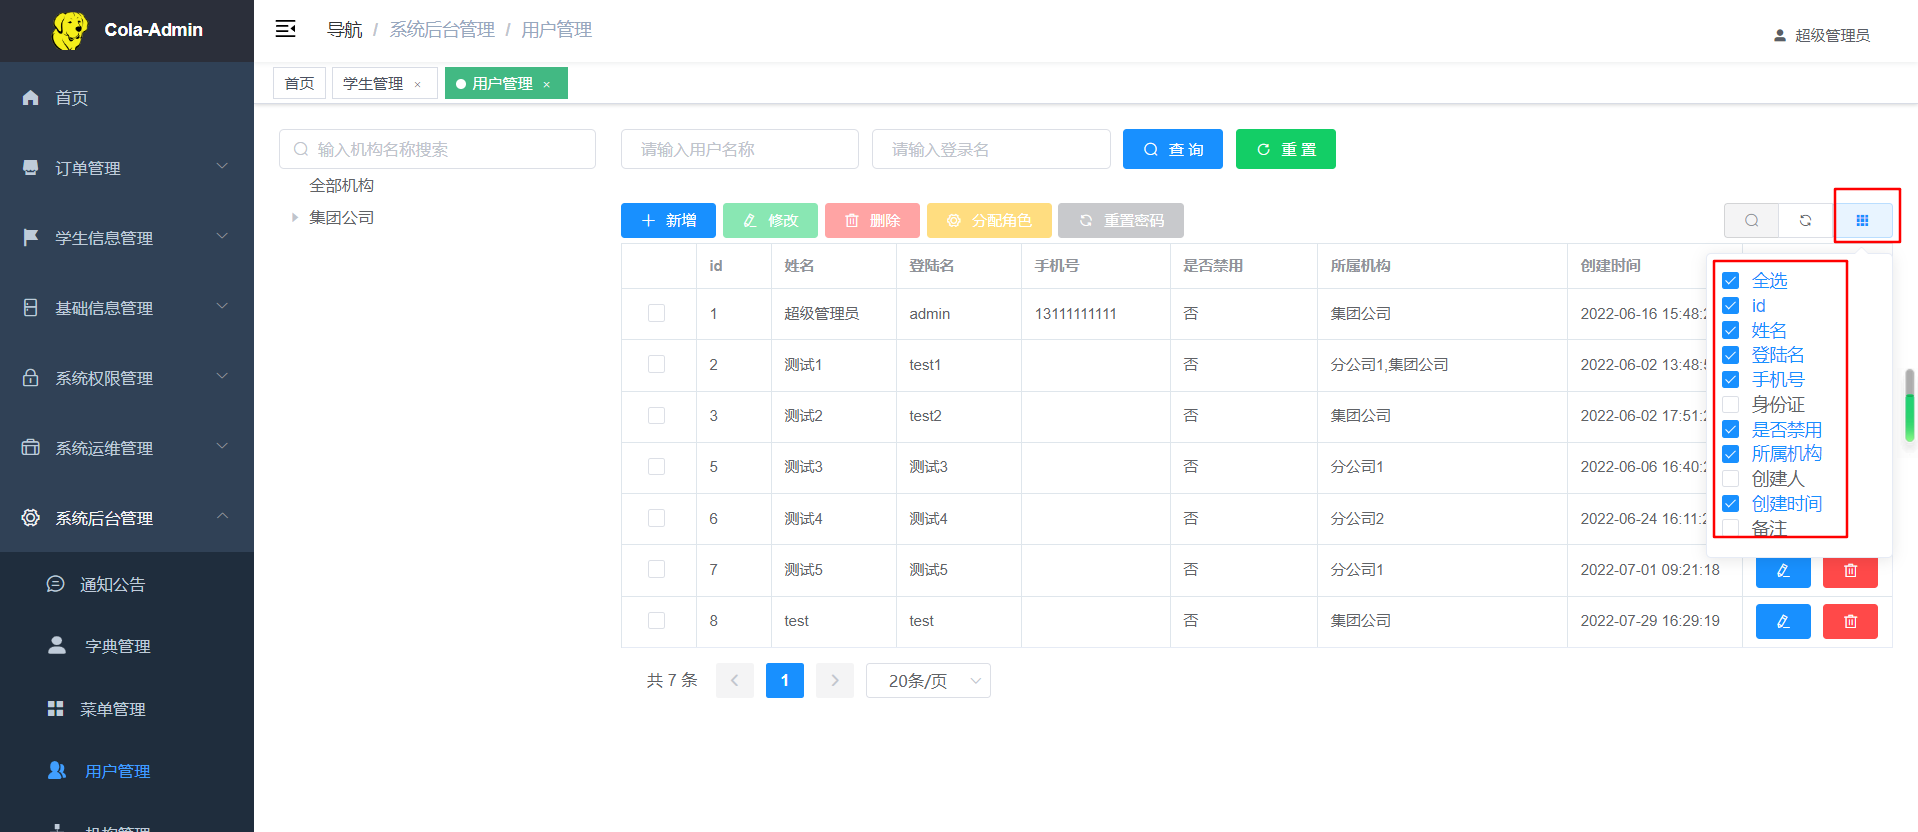 Cola-Admin
首页
订单管理
学生信息管理
基础信息管理
系统权限管理
系统运维管理
系统后台管理
通知公告
字典管理
菜单管理
用户管理
机构管理
导航 / 系统后台管理 / 用户管理
超级管理员
首页 学生管理 × 用户管理 ×
输入机构名称搜索
全部机构
集团公司
请输入用户名称 请输入登录名 查 询 重 置
新增 修改 删除 分配角色 重置密码
id 姓名 登陆名 手机号 是否禁用 所属机构 创建时间
1 超级管理员 admin 13111111111 否 集团公司 2022-06-16 15:48:
2 测试1 test1 否 分公司1,集团公司 2022-06-02 13:48:
3 测试2 test2 否 集团公司 2022-06-02 17:51:
5 测试3 测试3 否 分公司1 2022-06-06 16:40:
6 测试4 测试4 否 分公司2 2022-06-24 16:11:
7 测试5 测试5 否 分公司1 2022-07-01 09:21:18
8 test test 否 集团公司 2022-07-29 16:29:19
全选
id
姓名
登陆名
手机号
身份证
是否禁用
所属机构
创建人
创建时间
备注
共 7 条 1 20条/页